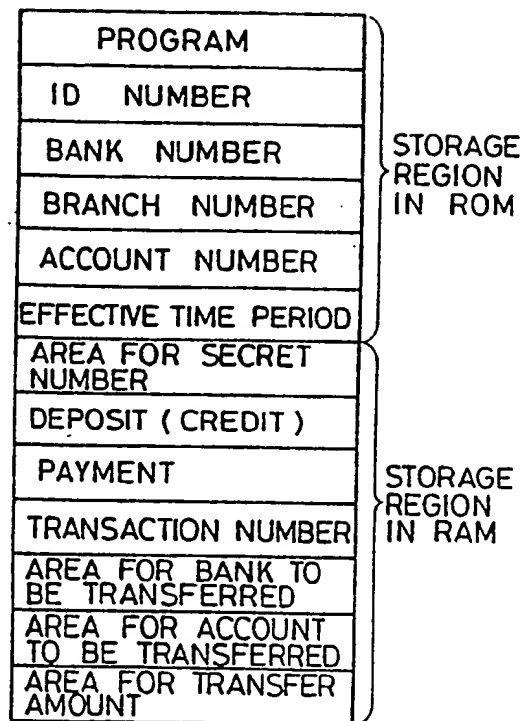 PROGRAM
ID NUMBER
BANK NUMBER
BRANCH NUMBER
ACCOUNT NUMBER
EFFECTIVE TIME PERIOD
STORAGE
REGION
IN ROM
AREA FOR SECRET
NUMBER
DEPOSIT (CREDIT)
PAYMENT
TRANSACTION NUMBER
AREA FOR BANK TO
BE TRANSFERRED
AREA FOR ACCOUNT
TO BE TRANSFERRED
AREA FOR TRANSFER
AMOUNT
STORAGE
REGION
IN RAM